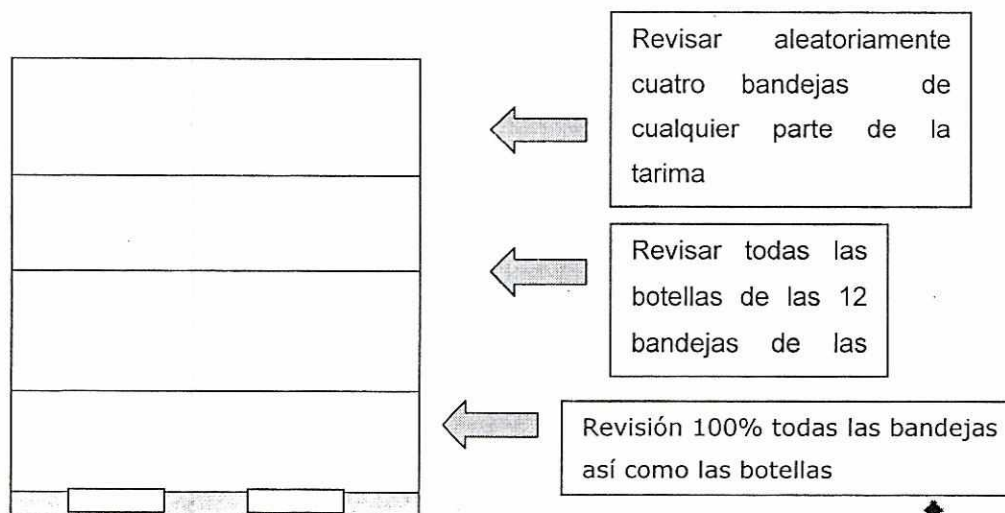 Revisar aleatoriamente
cuatro bandejas de
cualquier parte de la
tarima
Revisar todas las
botellas de las 12
bandejas de las
Revisión 100% todas las bandejas
así como las botellas